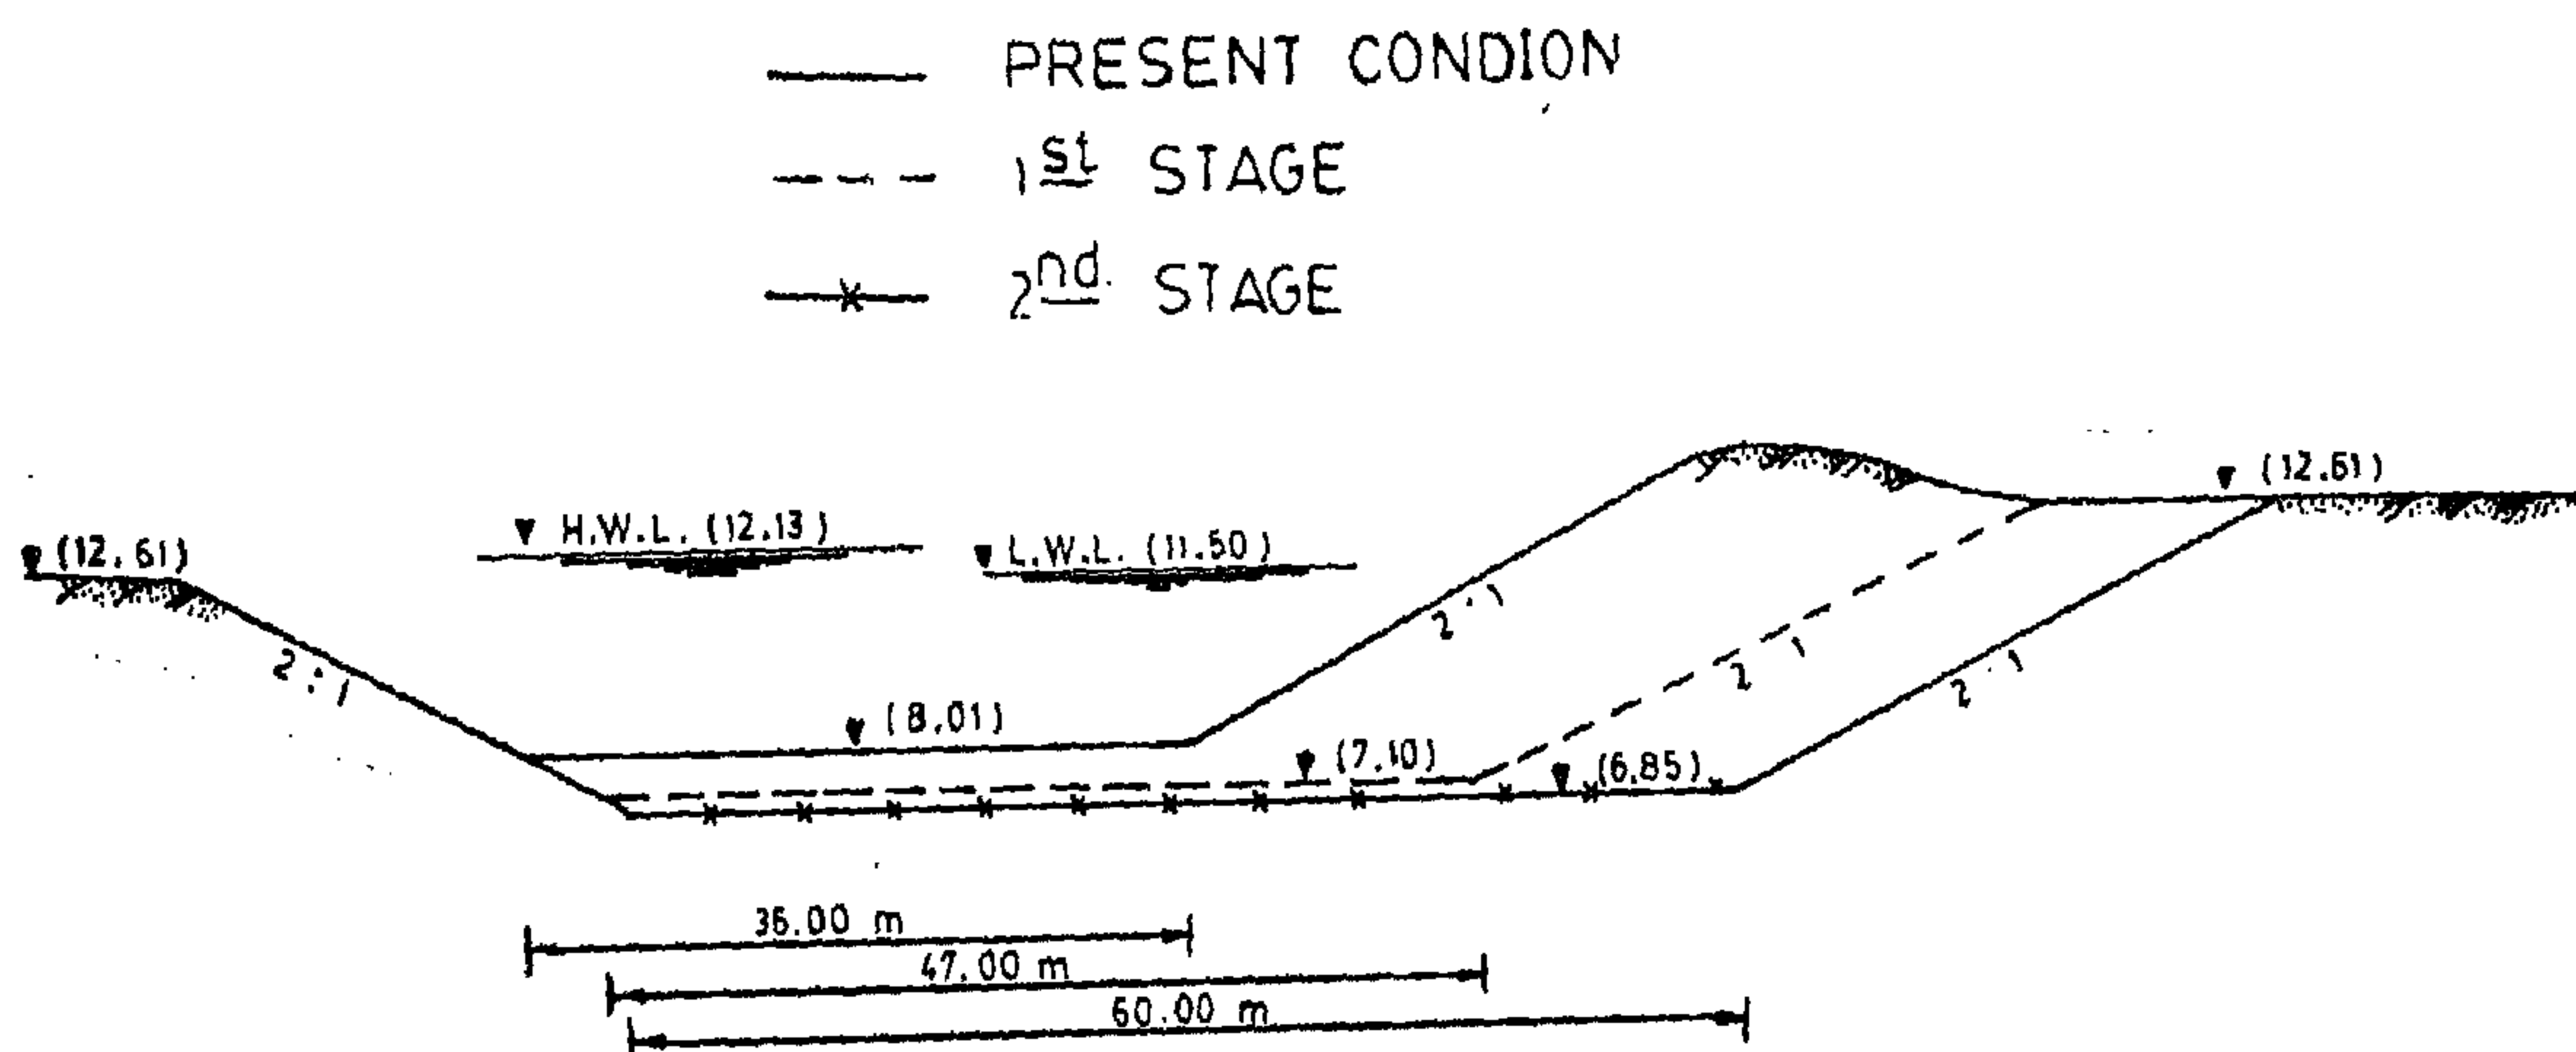 PRESENT CONDION
1st STAGE
2nd. STAGE
(12.61)
H.W.L. (12.13)
L.W.L. (11.50)
(12.61)
2:1
2:1
2 1
2:1
(8.01)
(7.10)
(6.85)
36.00 m
47.00 m
60.00 m